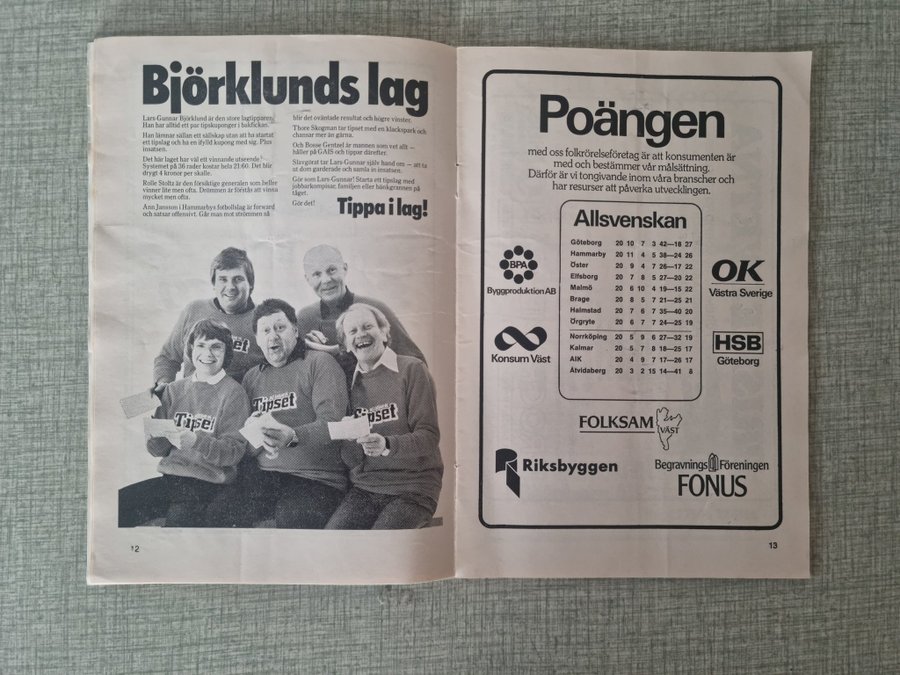 Björklunds lag
Lars-Gunnar Björklund är den store lagtipparen.
Han har alltid ett par tipskuponger i bakfickan.
Han lämnar sällan ett sällskap utan att ha startat
ett tipslag och ha en ifylld kupong med sig. Plus
insatsen.
Det här laget har väl ett vinnande utseende?
Systemet på 36 rader kostar hela 21:60. Det blir
drygt 4 kronor per skalle.
Rolle Stoltz är den försiktige generalen som heller
vinner lite men ofta. Drömmen är förstås att vinna
mycket men ofta.
Ann Jansson i Hammarbys fotbollslag är forward
och satsar offensivt. Går man mot strömmen så
blir det oväntade resultat och högre vinster.
Thore Skogman tar tipset med en klackspark och
chansar mer än gärna.
Och Bosse Gentzel är mannen som vet allt –
håller på GAIS och tippar därefter.
Slavgörat tar Lars-Gunnar själv hand om – att ta
ut dom garderade och samla in insatsen.
Gör som Lars-Gunnar! Starta ett tipslag med
jobbarkompisar, familjen eller bänkgrannen på
tåget.
Gör det!
Tippa i lag!
Tipset
Tipset
Tipset
12
Poängen
med oss folkrörelseföretag är att konsumenten är
med och bestämmer vår målsättning.
Därför är vi tongivande inom våra branscher och
har resurser att påverka utvecklingen.
Allsvenskan
Göteborg 20 10 7 3 42—18 27
Hammarby 20 11 4 5 38—24 26
Öster 20 9 4 7 26—17 22
Elfsborg 20 7 8 5 27—20 22
Malmö 20 6 10 4 19—15 22
Brage 20 8 5 7 21—25 21
Halmstad 20 7 6 7 35—40 20
Örgryte 20 6 7 7 24—25 19
Norrköping 20 5 9 6 27—32 19
Kalmar 20 5 7 8 18—25 17
AIK 20 4 9 7 17—26 17
Åtvidaberg 20 3 2 15 14—41 8
BPA
Byggproduktion AB
Konsum Väst
OK
Västra Sverige
HSB
Göteborg
FOLKSAM
VÄST
Riksbyggen
Begravnings Föreningen
FONUS
13